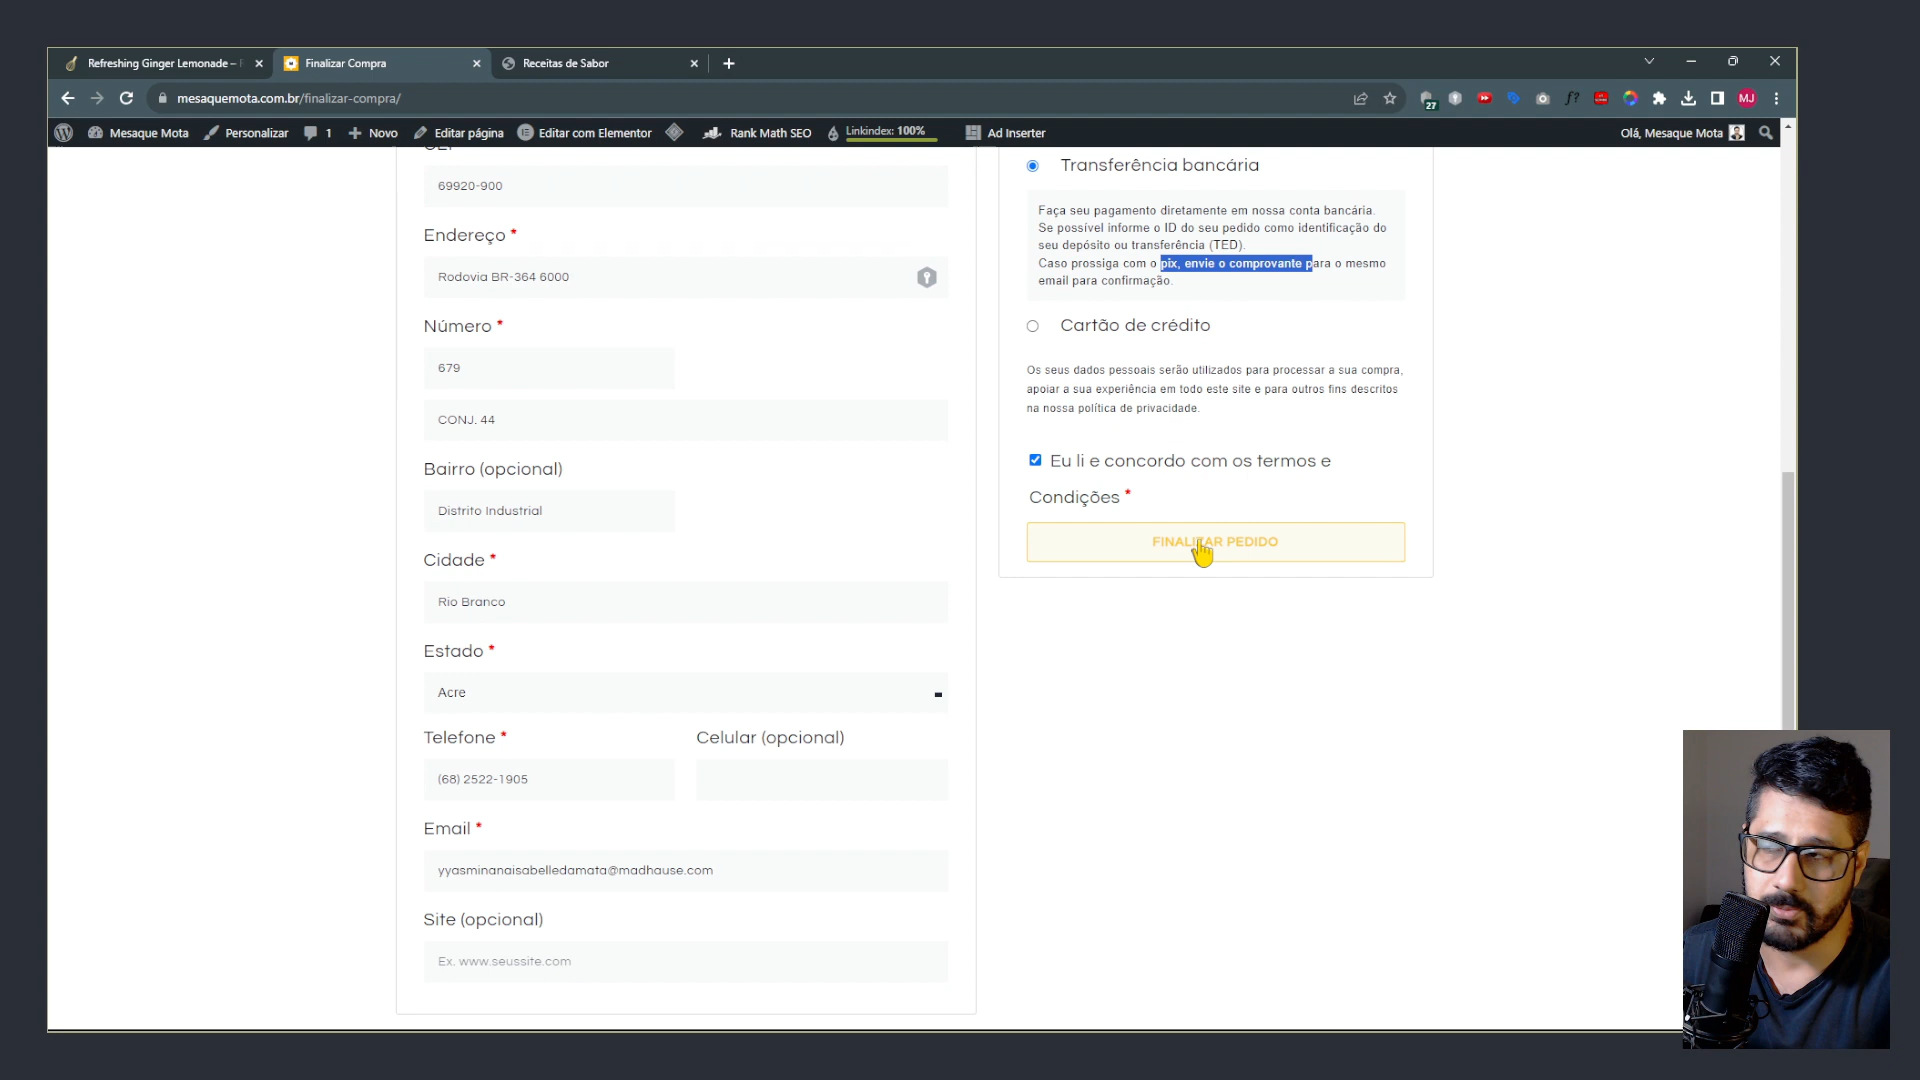 Refreshing Ginger Lemonade –
Finalizar Compra
Receitas de Sabor
mesaquemota.com.br/finalizar-compra/
27
f?
MJ
Mesaque Mota
Personalizar
1
Novo
Editar página
Editar com Elementor
Rank Math SEO
Linkindex: 100%
Ad Inserter
Olá, Mesaque Mota
69920-900
Endereço *
Rodovia BR-364 6000
Número *
679
CONJ. 44
Bairro (opcional)
Distrito Industrial
Cidade *
Rio Branco
Estado *
Acre
Telefone *
Celular (opcional)
(68) 2522-1905
Email *
yyasminanaisabelledamata@madhause.com
Site (opcional)
Ex. www.seussite.com
Transferência bancária
Faça seu pagamento diretamente em nossa conta bancária.
Se possível informe o ID do seu pedido como identificação do
seu depósito ou transferência (TED).
Caso prossiga com o pix, envie o comprovante para o mesmo
email para confirmação.
Cartão de crédito
Os seus dados pessoais serão utilizados para processar a sua compra,
apoiar a sua experiência em todo este site e para outros fins descritos
na nossa política de privacidade.
Eu li e concordo com os termos e
Condições *
FINALIZAR PEDIDO